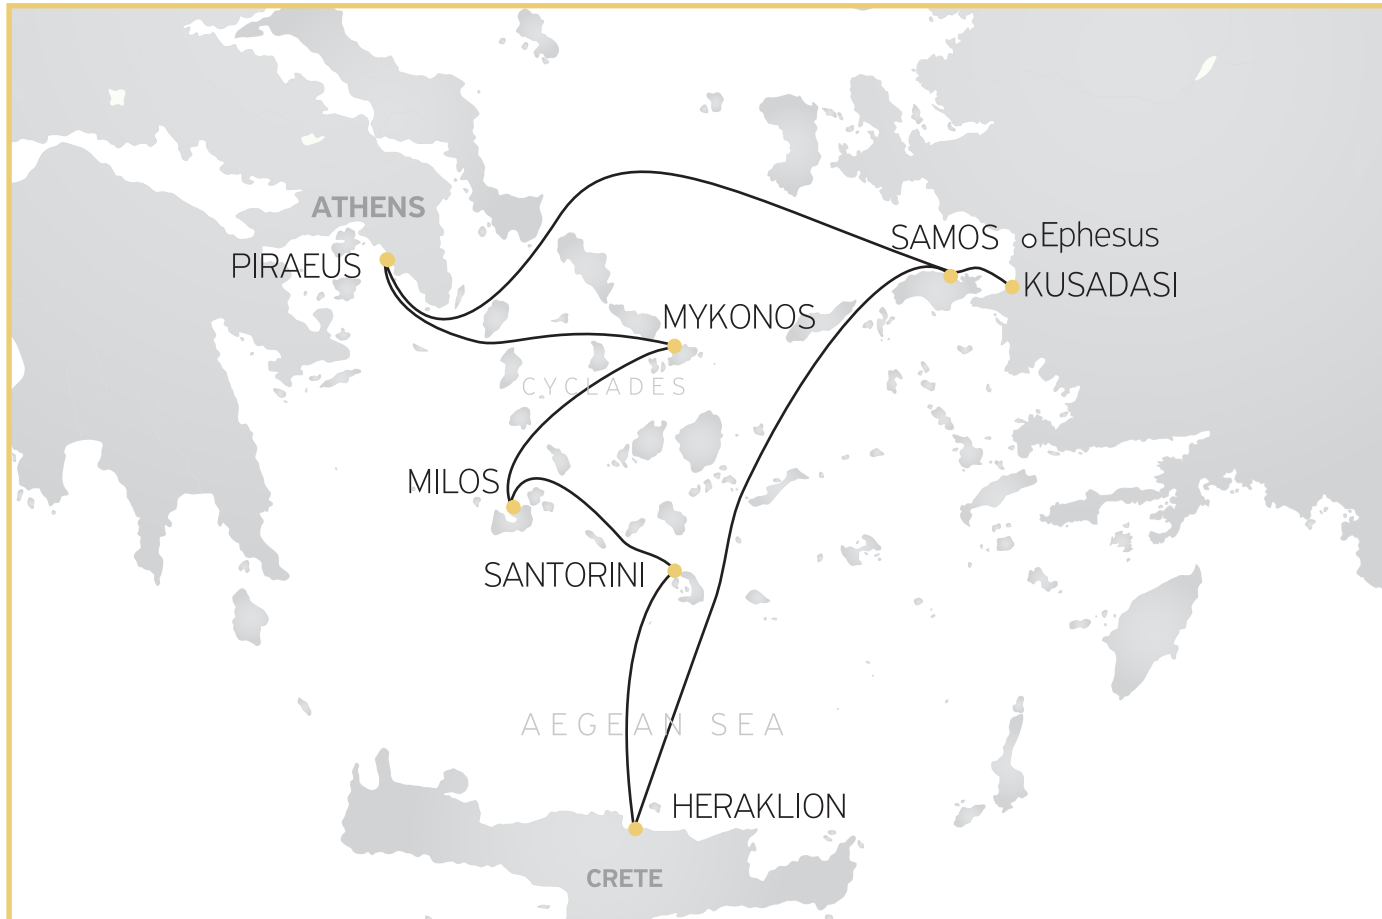 ATHENS
SAMOS
Ephesus
PIRAEUS
KUSADASI
MYKONOS
CYCLADES
MILOS
SANTORINI
AEGEAN SEA
HERAKLION
CRETE